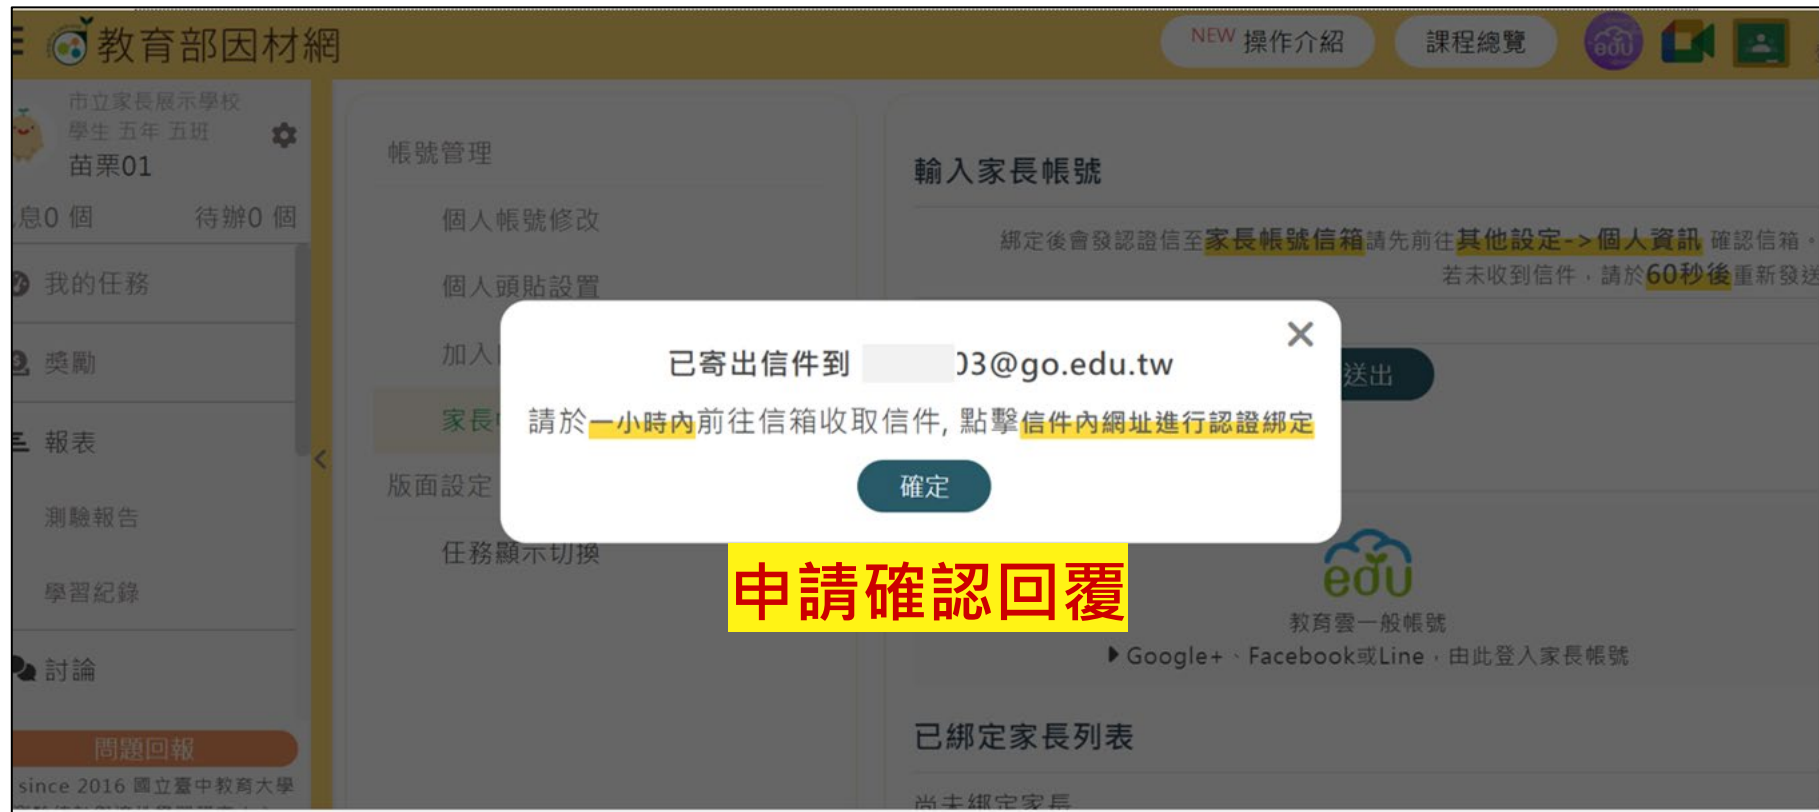 教育部因材網
NEW 操作介紹
課程總覽
edu
市立家長展示學校
學生 五年 五班
苗栗01
息0 個
待辦0 個
我的任務
獎勵
報表
測驗報告
學習紀錄
討論
問題回報
since 2016 國立臺中教育大學
帳號管理
個人帳號修改
個人頭貼設置
加入
家長
版面設定
任務顯示切換
輸入家長帳號
綁定後會發認證信至家長帳號信箱請先前往其他設定->個人資訊 確認信箱。
若未收到信件，請於60秒後重新發送
送出
已寄出信件到 03@go.edu.tw
請於一小時內前往信箱收取信件, 點擊信件內網址進行認證綁定
確定
申請確認回覆
edu
教育雲一般帳號
Google+、Facebook或Line，由此登入家長帳號
已綁定家長列表
尚未綁定家長